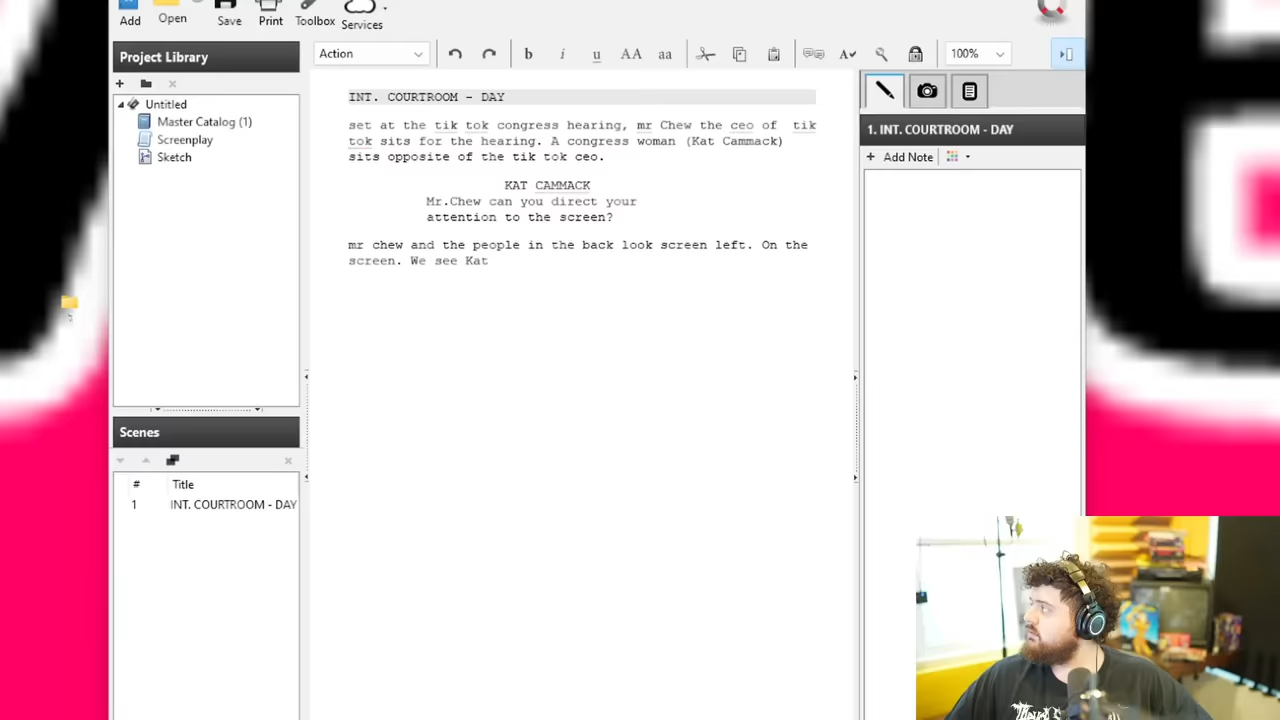 Add
Open
Save
Print
Toolbox
Services
Project Library
Action
b
i
u
AA
aa
100%
Untitled
Master Catalog (1)
Screenplay
Sketch
INT. COURTROOM - DAY
set at the tik tok congress hearing, mr Chew the ceo of tik
tok sits for the hearing. A congress woman (Kat Cammack)
sits opposite of the tik tok ceo.
KAT CAMMACK
Mr.Chew can you direct your
attention to the screen?
mr chew and the people in the back look screen left. On the
screen. We see Kat
1. INT. COURTROOM - DAY
+ Add Note
Scenes
# Title
1 INT. COURTROOM - DAY